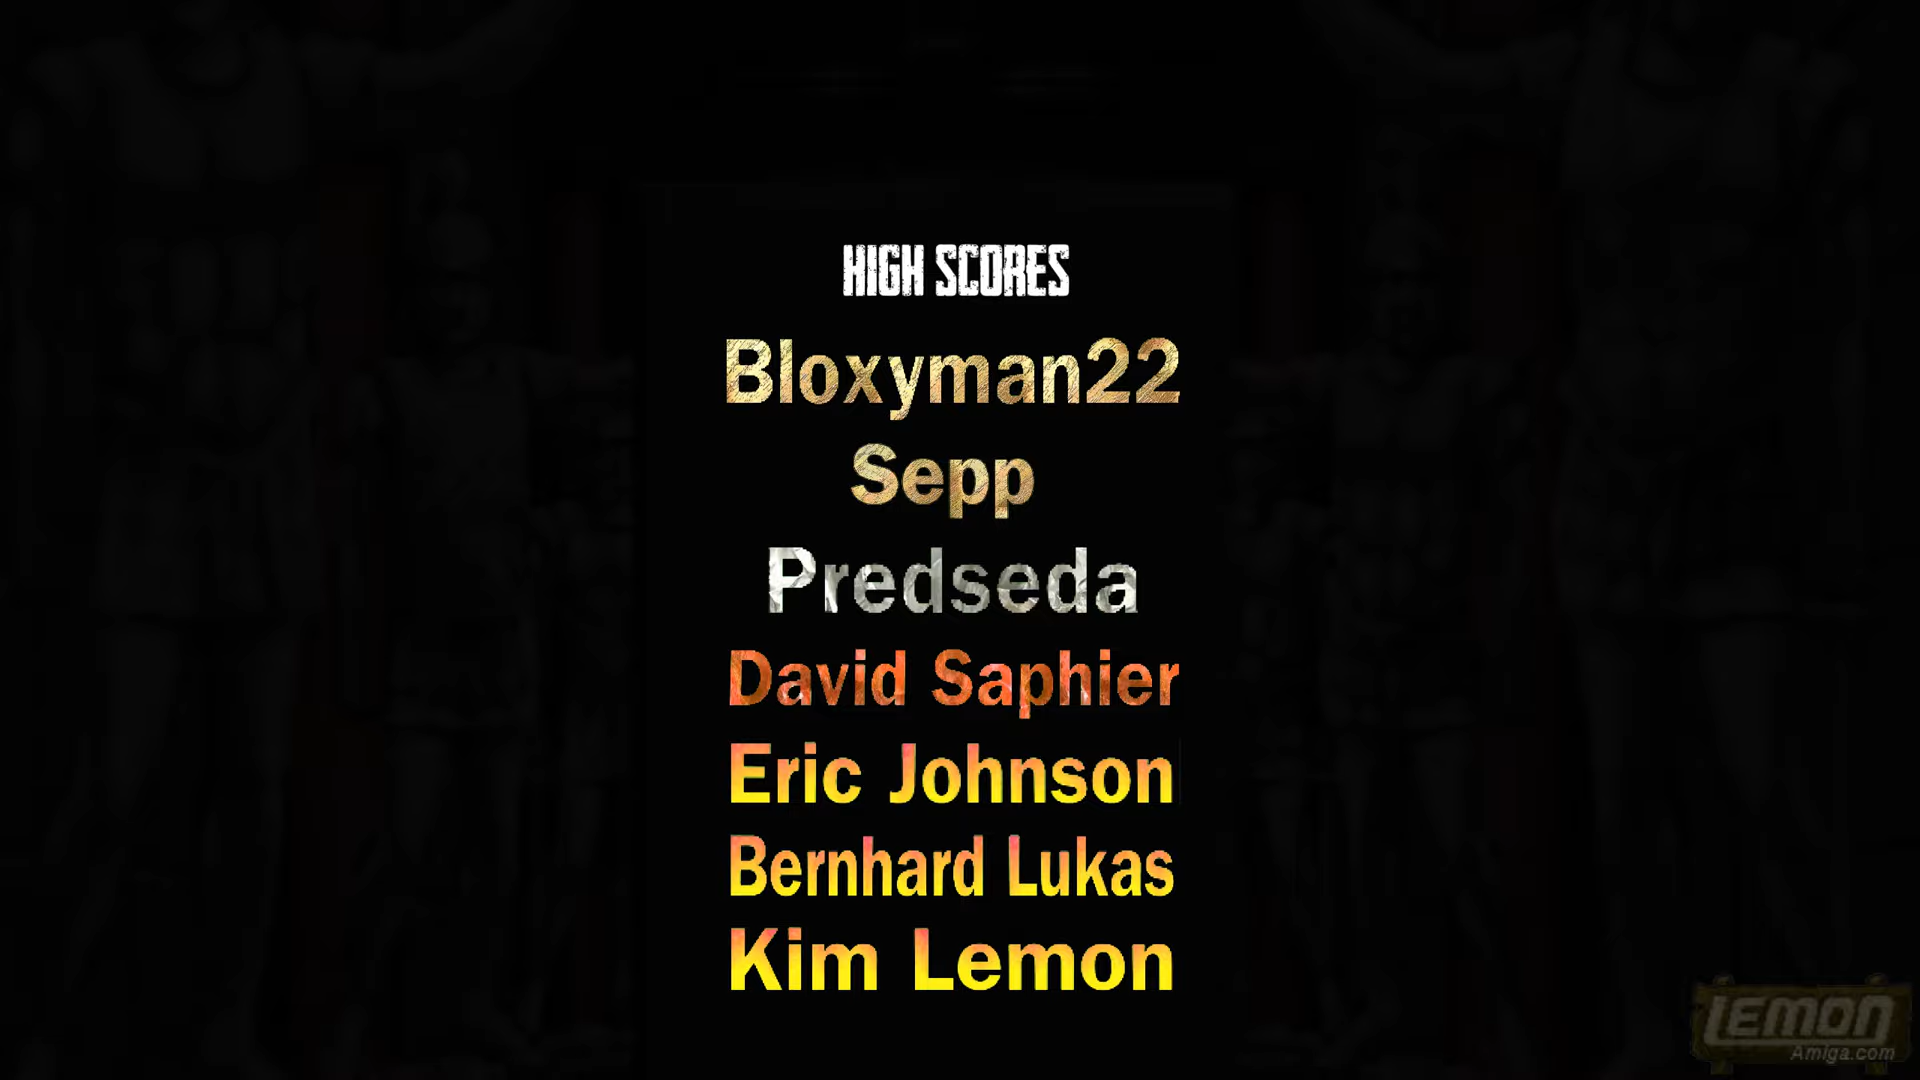 HIGH SCORES
Bloxyman22
Sepp
Predseda
David Saphier
Eric Johnson
Bernhard Lukas
Kim Lemon
LEMON
Amiga.com